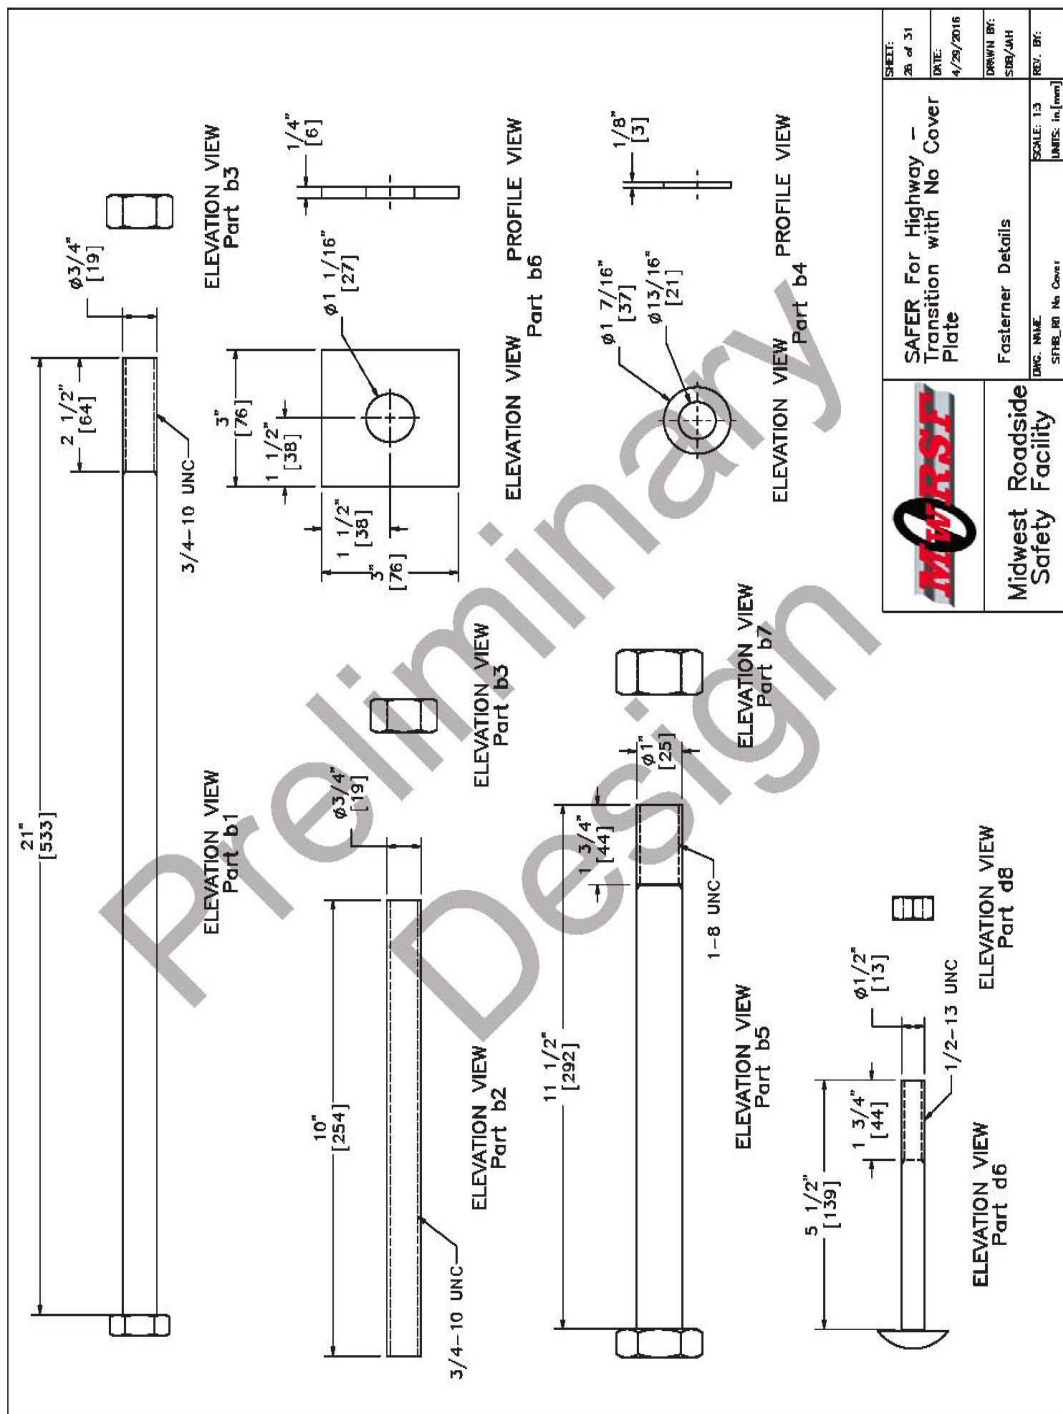 21"
[533]
2 1/2"
[64]
ø3/4"
[19]
3/4-10 UNC
ELEVATION VIEW
Part b1
ELEVATION VIEW
Part b3
10"
[254]
ø3/4"
[19]
3/4-10 UNC
ELEVATION VIEW
Part b2
ELEVATION VIEW
Part b3
3"
[76]
1 1/2"
[38]
1 1/2"
[38]
3"
[76]
ø1 1/16"
[27]
1/4"
[6]
ELEVATION VIEW
PROFILE VIEW
Part b6
11 1/2"
[292]
1 3/4"
[44]
ø1"
[25]
1-8 UNC
ELEVATION VIEW
Part b5
ELEVATION VIEW
Part b7
ø1 7/16"
[37]
ø13/16"
[21]
1/8"
[3]
ELEVATION VIEW
PROFILE VIEW
Part b4
5 1/2"
[139]
1 3/4"
[44]
ø1/2"
[13]
1/2-13 UNC
ELEVATION VIEW
Part d6
ELEVATION VIEW
Part d8
Preliminary
Design
MwRSF
Midwest Roadside
Safety Facility
SAFER For Highway –
Transition with No Cover
Plate
Fasterner Details
SHEET:
26 of 31
DATE:
4/29/2016
DRAWN BY:
SDB/JAH
DWG. NAME
SFHB_RD No Cover
SCALE: 1:3
UNITS: in.[mm]
REV. BY: